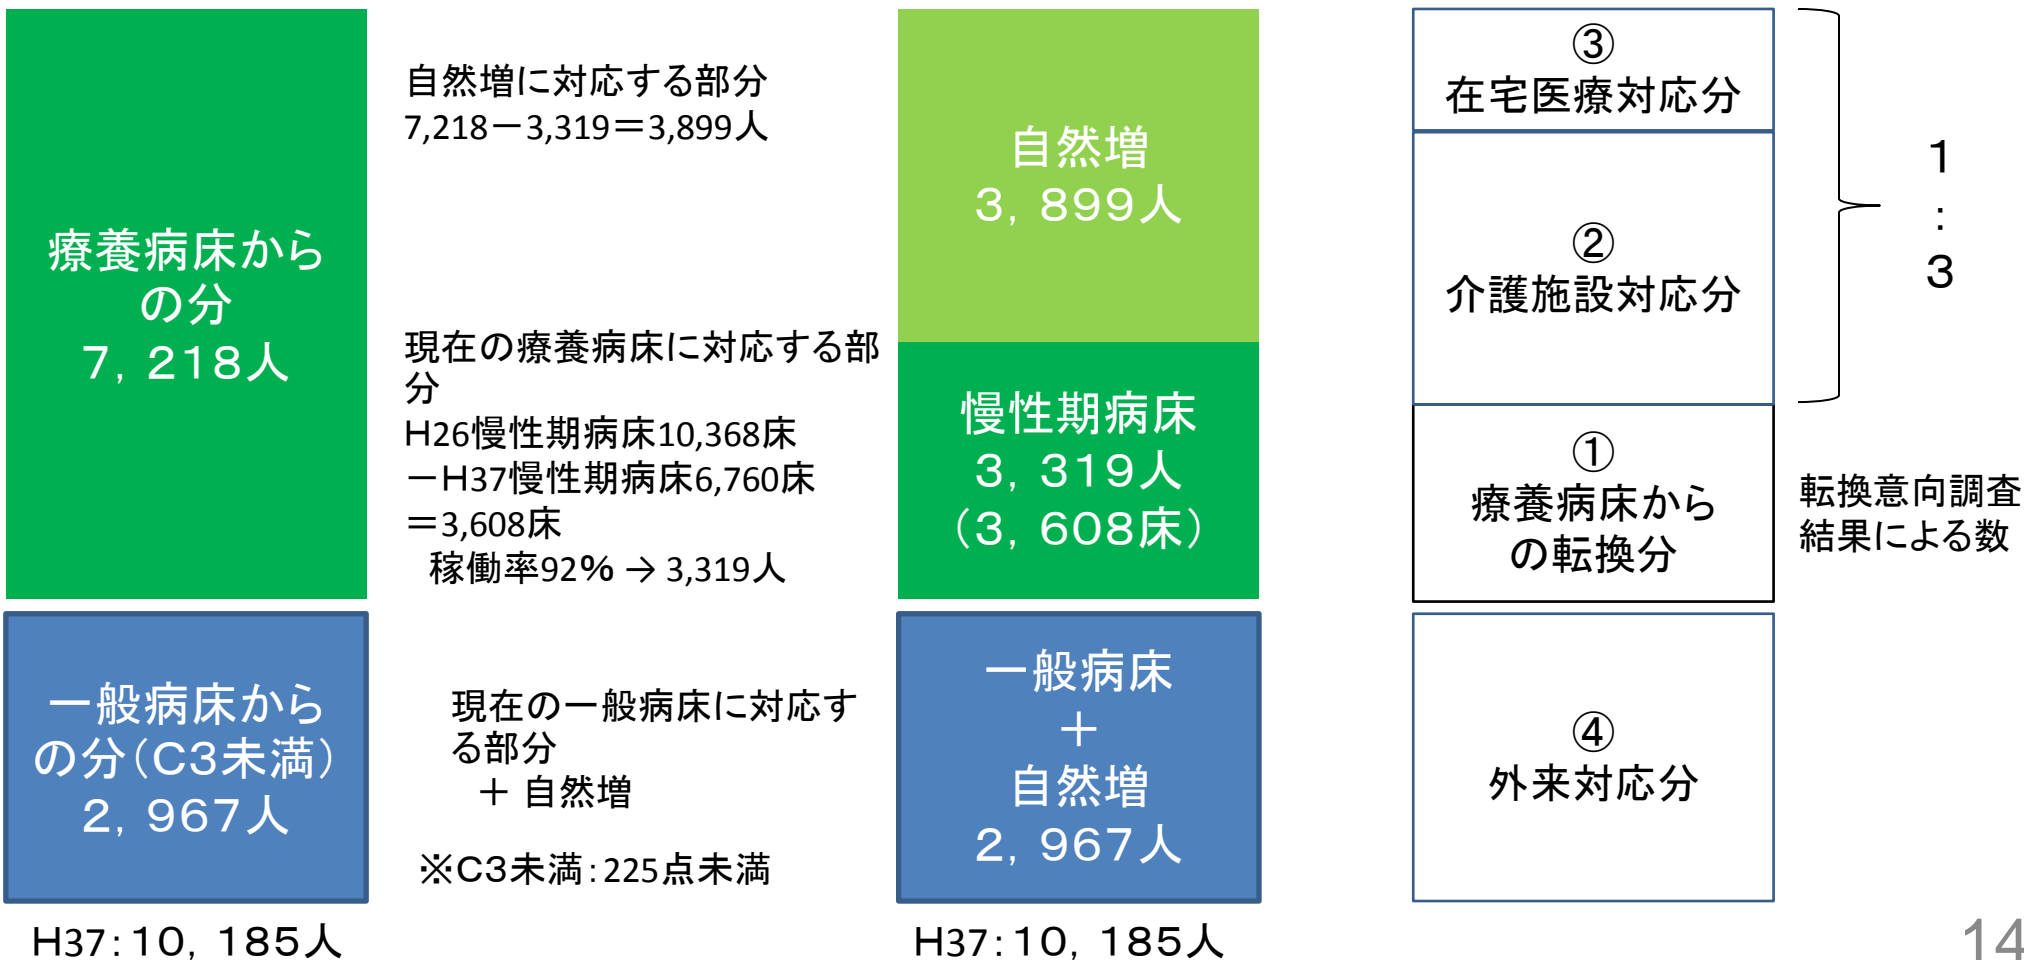 療養病床から
の分
７，２１８人
一般病床から
の分（Ｃ３未満）
２，９６７人
H37：１０，１８５人
自然増に対応する部分
7,218－3,319＝3,899人
現在の療養病床に対応する部
分
H26慢性期病床10,368床
－H37慢性期病床6,760床
＝3,608床
稼働率92% → 3,319人
現在の一般病床に対応す
る部分
＋ 自然増
※Ｃ３未満：225点未満
自然増
３，８９９人
慢性期病床
３，３１９人
（３，６０８床）
一般病床
＋
自然増
２，９６７人
H37：１０，１８５人
③
在宅医療対応分
②
介護施設対応分
①
療養病床から
の転換分
④
外来対応分
１
：
３
転換意向調査
結果による数
14